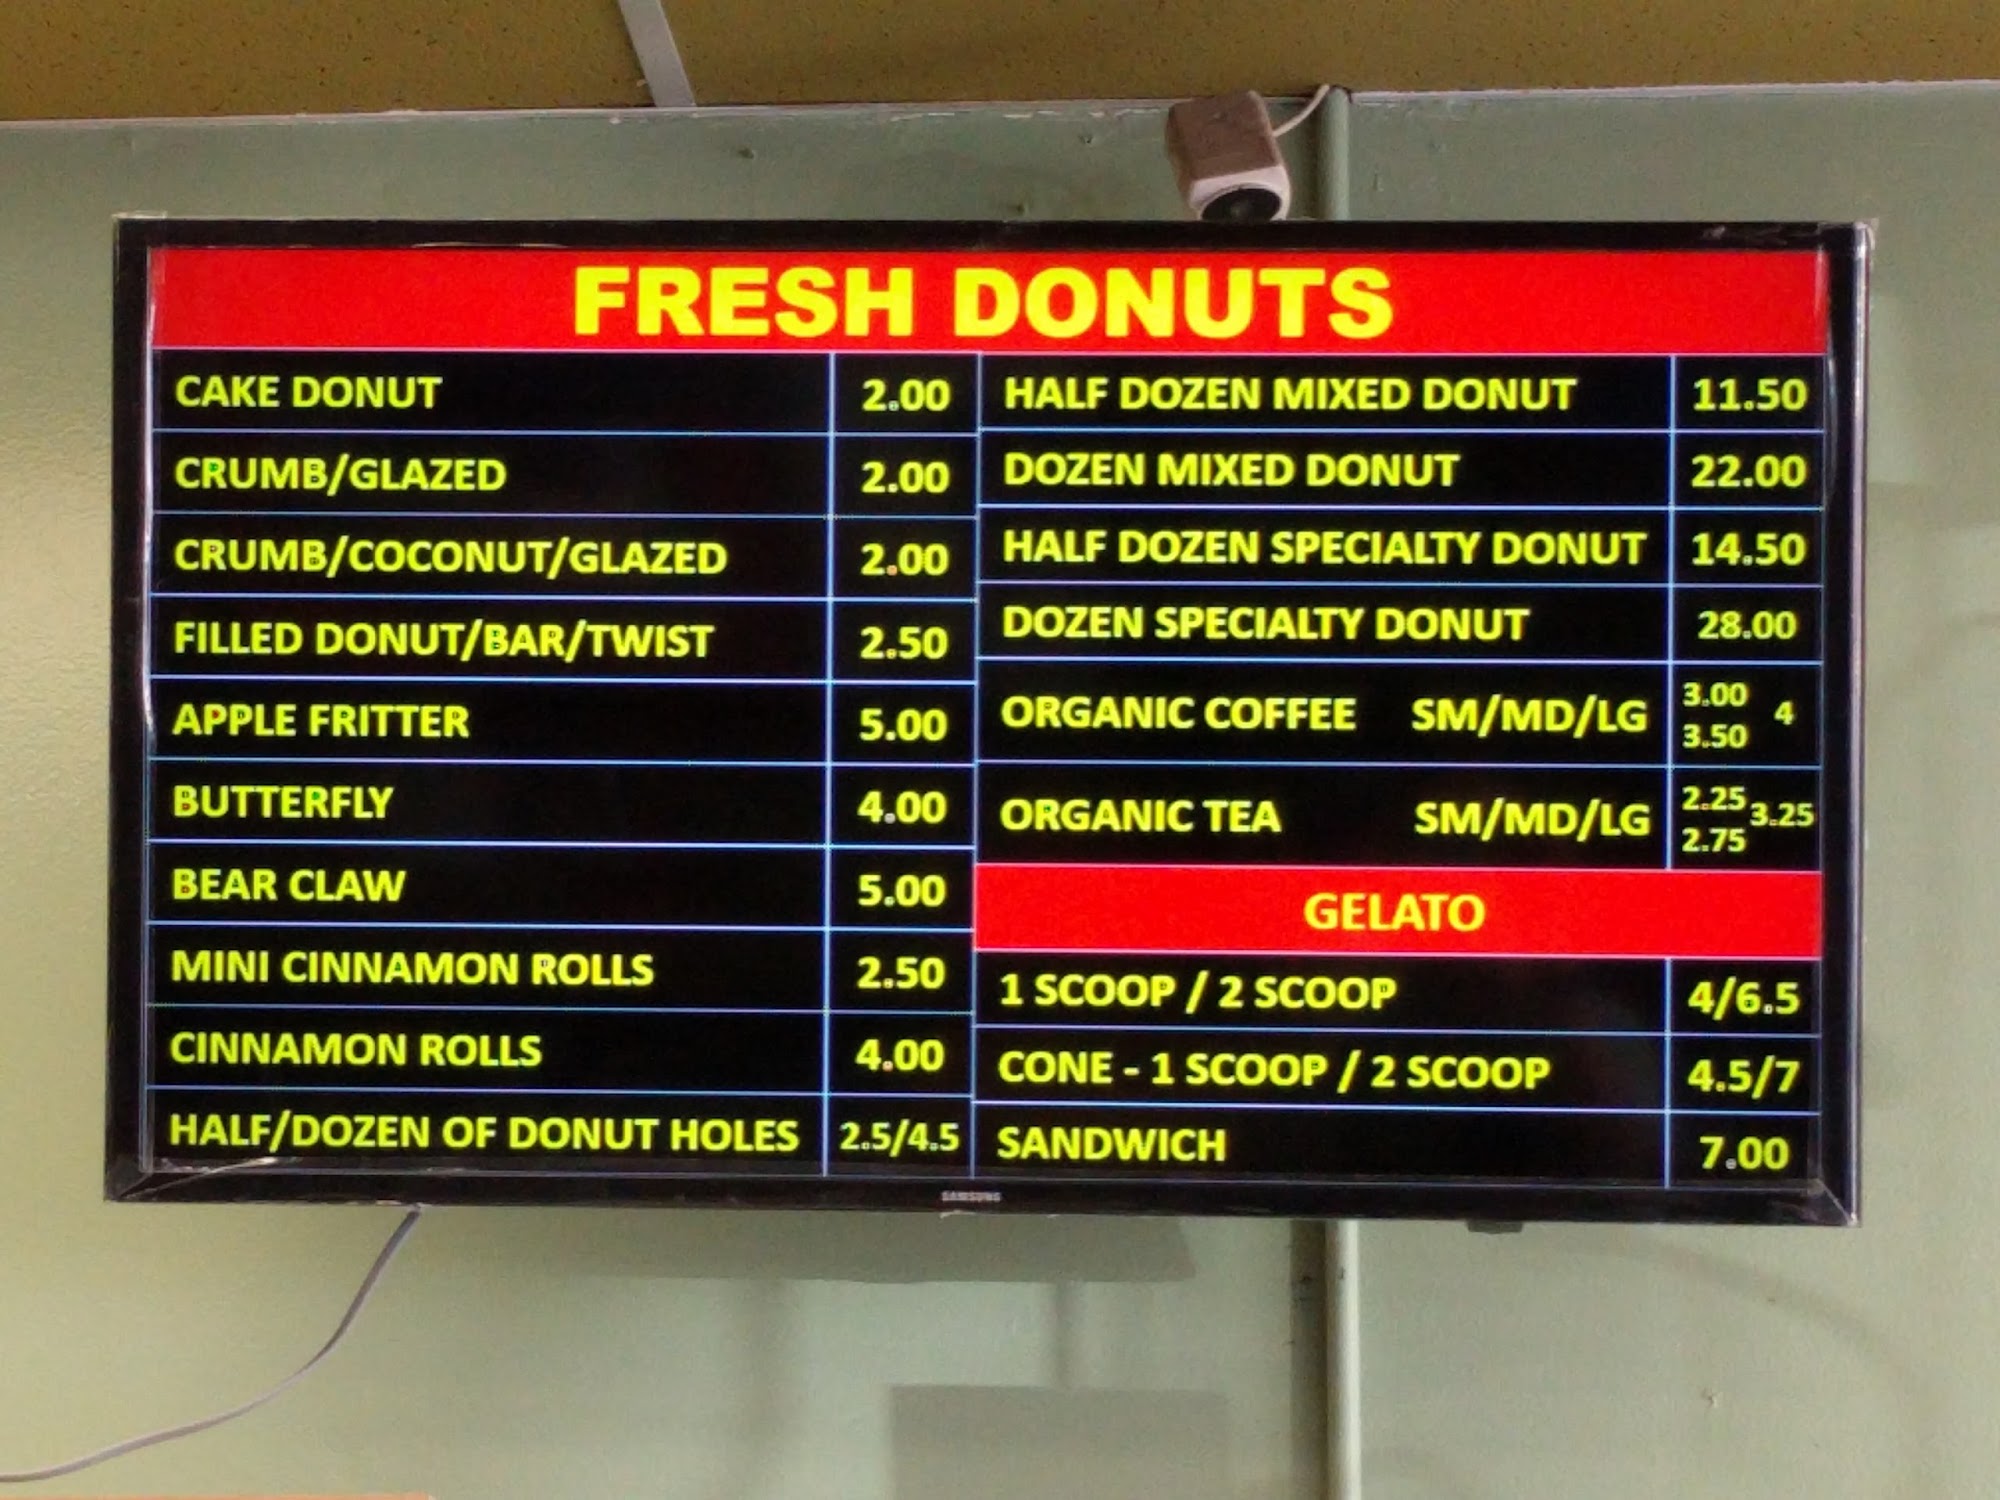 FRESH DONUTS
CAKE DONUT 2.00
CRUMB/GLAZED 2.00
CRUMB/COCONUT/GLAZED 2.00
FILLED DONUT/BAR/TWIST 2.50
APPLE FRITTER 5.00
BUTTERFLY 4.00
BEAR CLAW 5.00
MINI CINNAMON ROLLS 2.50
CINNAMON ROLLS 4.00
HALF/DOZEN OF DONUT HOLES 2.5/4.5
HALF DOZEN MIXED DONUT 11.50
DOZEN MIXED DONUT 22.00
HALF DOZEN SPECIALTY DONUT 14.50
DOZEN SPECIALTY DONUT 28.00
ORGANIC COFFEE SM/MD/LG 3.00 3.50 4
ORGANIC TEA SM/MD/LG 2.25 2.75 3.25
GELATO
1 SCOOP / 2 SCOOP 4/6.5
CONE - 1 SCOOP / 2 SCOOP 4.5/7
SANDWICH 7.00
SAMSUNG